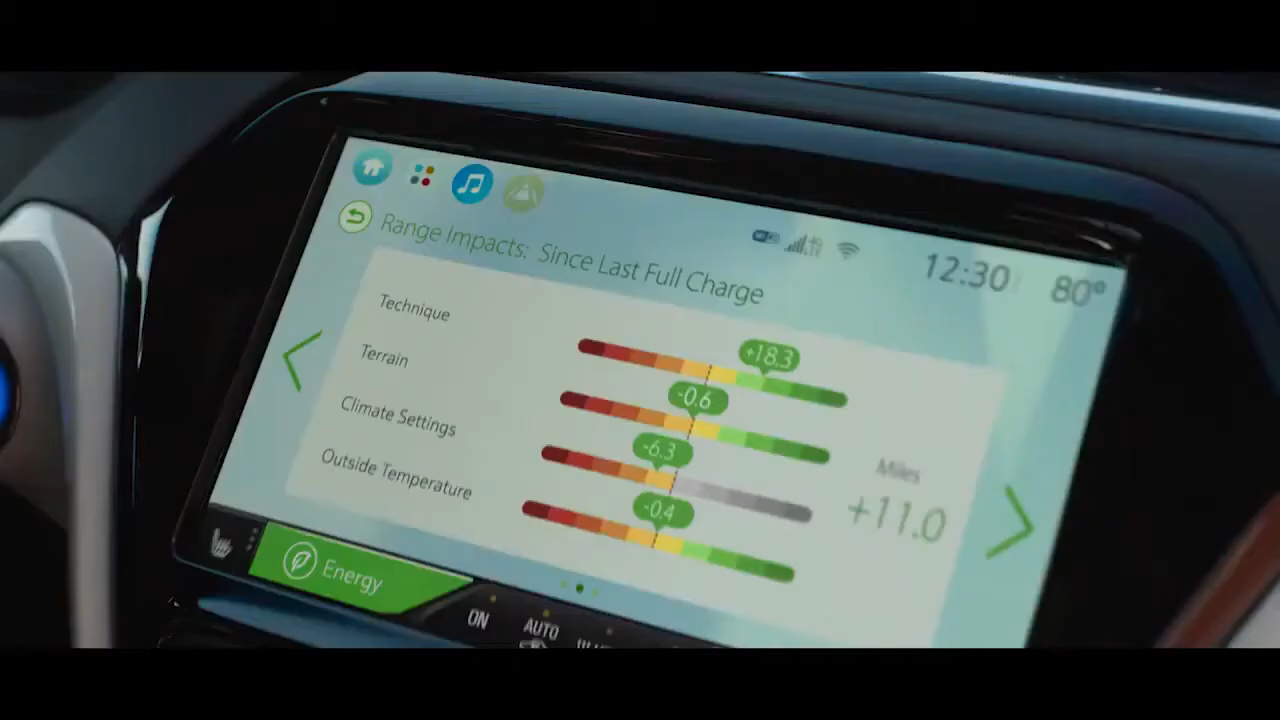 Range Impacts: Since Last Full Charge
12:30 80°
Technique
+18.3
Terrain
-0.6
Climate Settings
-6.3
Outside Temperature
-0.4
Miles
+11.0
Energy
ON
AUTO